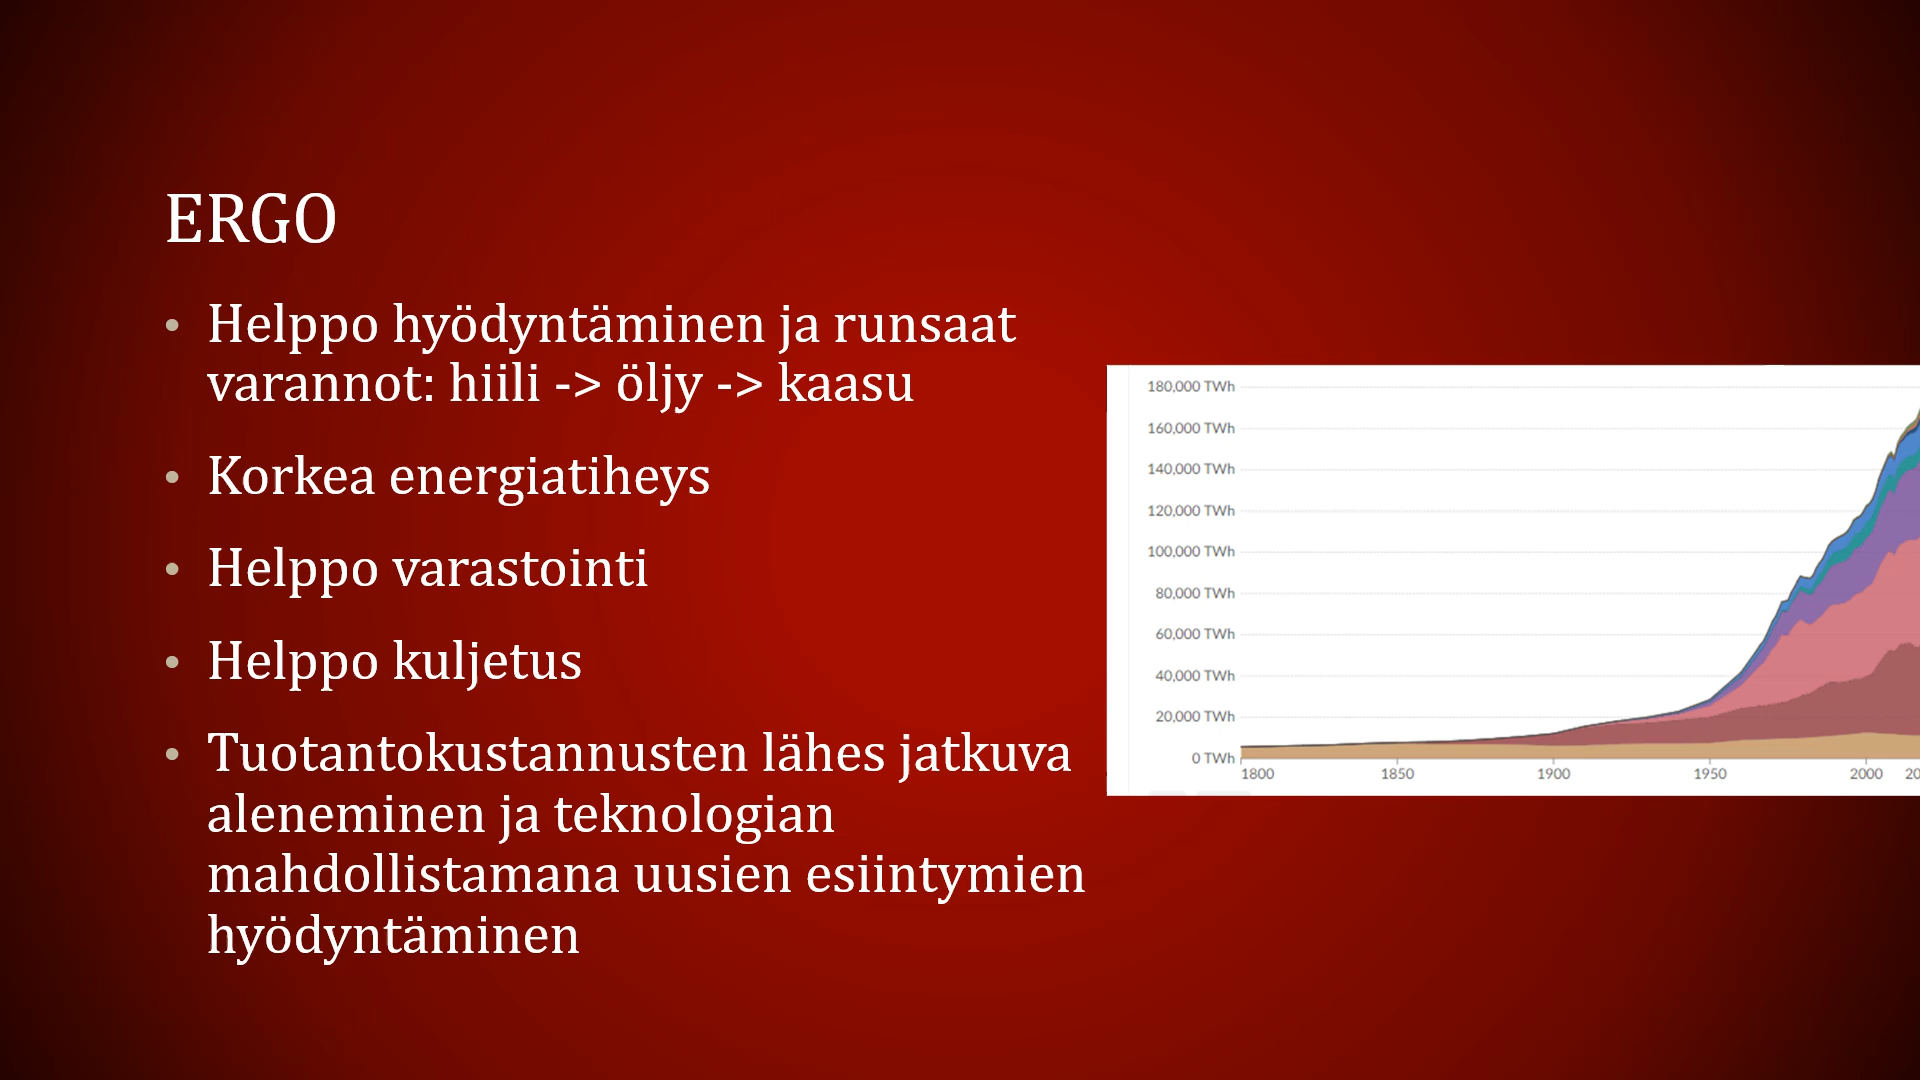 ERGO
• Helppo hyödyntäminen ja runsaat
varannot: hiili -> öljy -> kaasu
• Korkea energiatiheys
• Helppo varastointi
• Helppo kuljetus
• Tuotantokustannusten lähes jatkuva
aleneminen ja teknologian
mahdollistamana uusien esiintymien
hyödyntäminen
180,000 TWh
160,000 TWh
140,000 TWh
120,000 TWh
100,000 TWh
80,000 TWh
60,000 TWh
40,000 TWh
20,000 TWh
0 TWh
1800 1850 1900 1950 2000 20